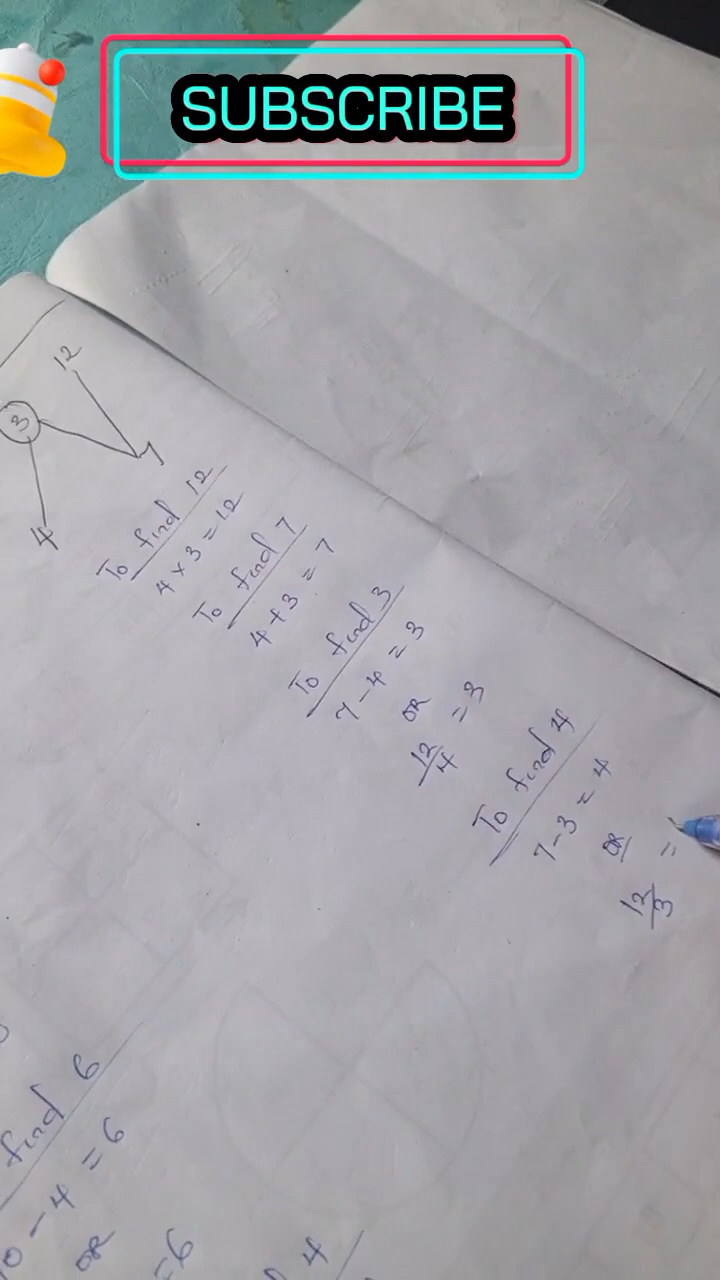 SUBSCRIBE
12
3
7
4
To find 12
4 × 3 = 12
To find 7
4 + 3 = 7
To find 3
7 - 4 = 3
OR
12/4 = 3
To find 4
7 - 3 = 4
OR
12/3 =
find 6
0 - 4 = 6
OR
= 6
4